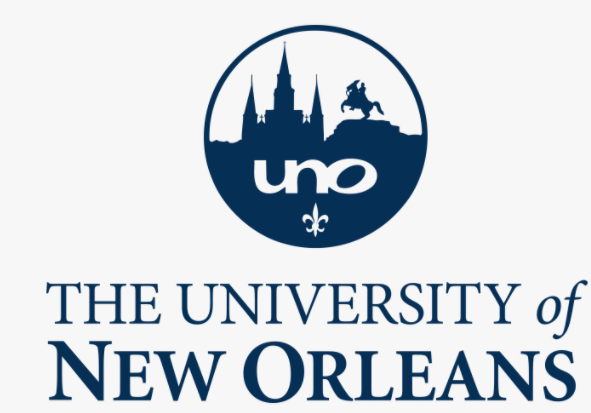 uno
THE UNIVERSITY of
NEW ORLEANS